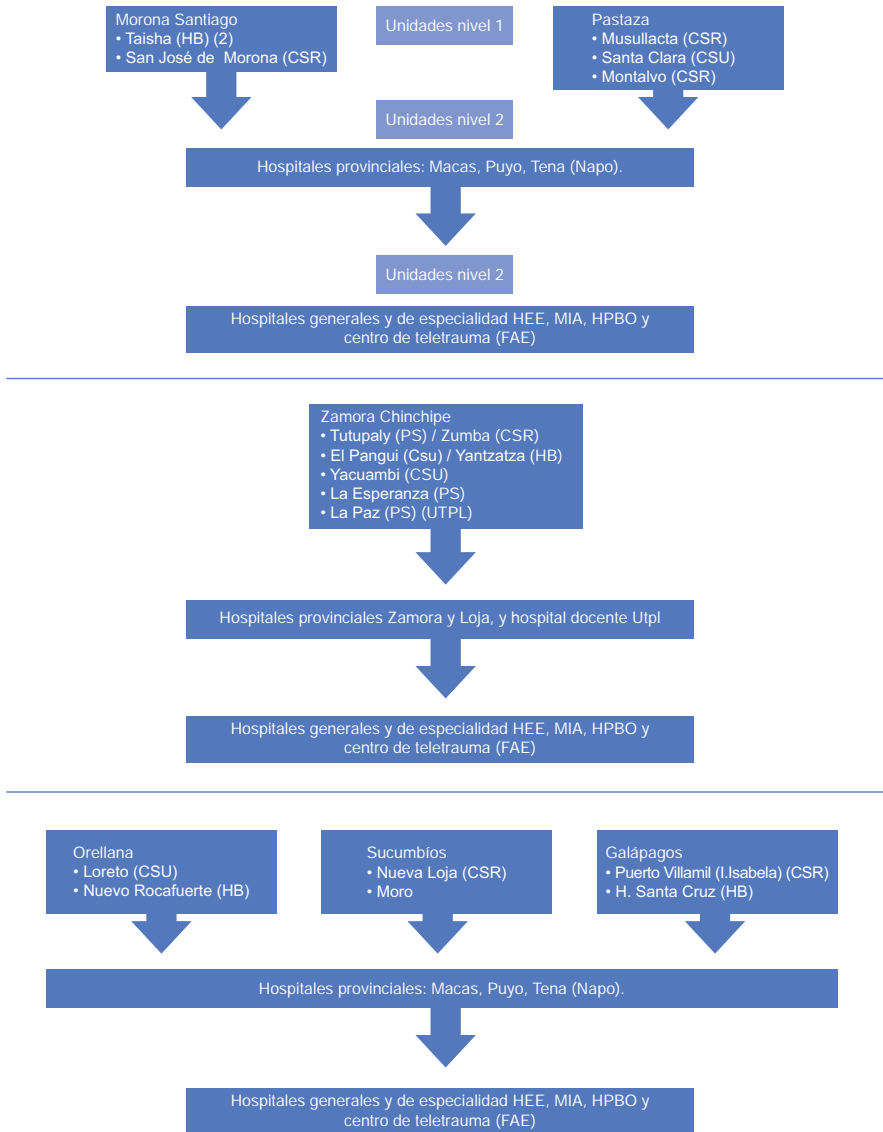 Morona Santiago
• Taisha (HB) (2)
• San José de Morona (CSR)
Unidades nivel 1
Pastaza
• Musullacta (CSR)
• Santa Clara (CSU)
• Montalvo (CSR)
Unidades nivel 2
Hospitales provinciales: Macas, Puyo, Tena (Napo).
Unidades nivel 2
Hospitales generales y de especialidad HEE, MIA, HPBO y
centro de teletrauma (FAE)
Zamora Chinchipe
• Tutupaly (PS) / Zumba (CSR)
• El Pangui (Csu) / Yantzatza (HB)
• Yacuambi (CSU)
• La Esperanza (PS)
• La Paz (PS) (UTPL)
Hospitales provinciales Zamora y Loja, y hospital docente Utpl
Hospitales generales y de especialidad HEE, MIA, HPBO y
centro de teletrauma (FAE)
Orellana
• Loreto (CSU)
• Nuevo Rocafuerte (HB)
Sucumbíos
• Nueva Loja (CSR)
• Moro
Galápagos
• Puerto Villamil (I.Isabela) (CSR)
• H. Santa Cruz (HB)
Hospitales provinciales: Macas, Puyo, Tena (Napo).
Hospitales generales y de especialidad HEE, MIA, HPBO y
centro de teletrauma (FAE)